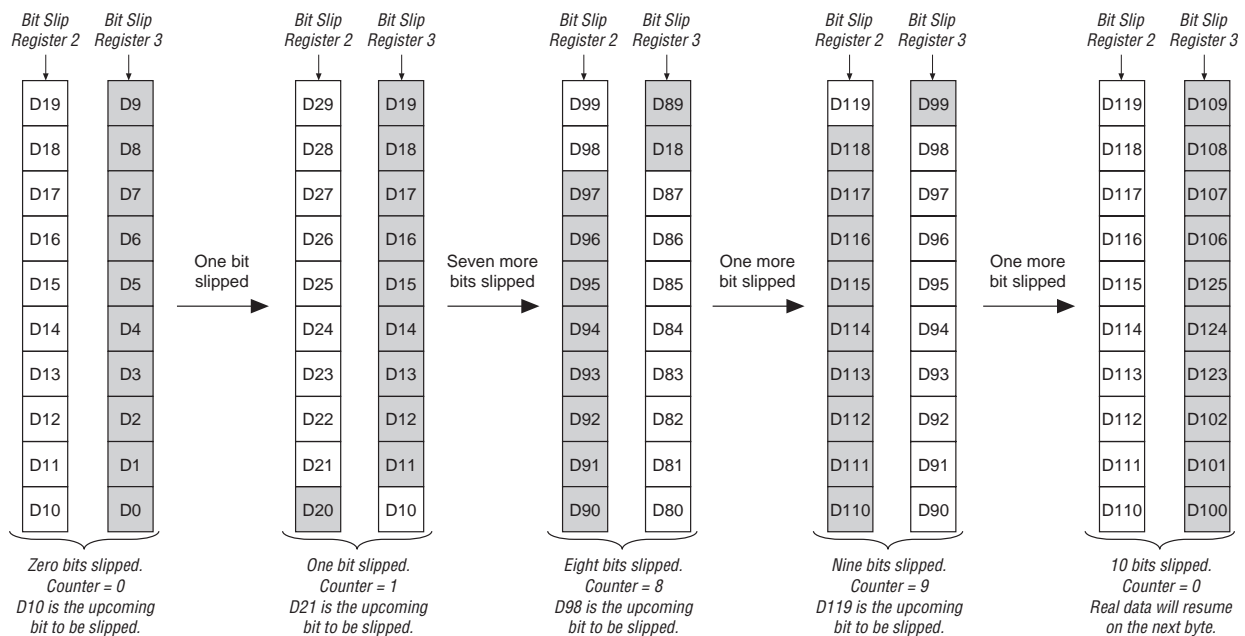 Bit Slip Register 2
Bit Slip Register 3
D19 D9
D18 D8
D17 D7
D16 D6
D15 D5
D14 D4
D13 D3
D12 D2
D11 D1
D10 D0
Zero bits slipped.
Counter = 0
D10 is the upcoming
bit to be slipped.
One bit
slipped
Bit Slip Register 2
Bit Slip Register 3
D29 D19
D28 D18
D27 D17
D26 D16
D25 D15
D24 D14
D23 D13
D22 D12
D21 D11
D20 D10
One bit slipped.
Counter = 1
D21 is the upcoming
bit to be slipped.
Seven more
bits slipped
Bit Slip Register 2
Bit Slip Register 3
D99 D89
D98 D18
D97 D87
D96 D86
D95 D85
D94 D84
D93 D83
D92 D82
D91 D81
D90 D80
Eight bits slipped.
Counter = 8
D98 is the upcoming
bit to be slipped.
One more
bit slipped
Bit Slip Register 2
Bit Slip Register 3
D119 D99
D118 D98
D117 D97
D116 D96
D115 D95
D114 D94
D113 D93
D112 D92
D111 D91
D110 D90
Nine bits slipped.
Counter = 9
D119 is the upcoming
bit to be slipped.
One more
bit slipped
Bit Slip Register 2
Bit Slip Register 3
D119 D109
D118 D108
D117 D107
D116 D106
D115 D125
D114 D124
D113 D123
D112 D102
D111 D101
D110 D100
10 bits slipped.
Counter = 0
Real data will resume
on the next byte.